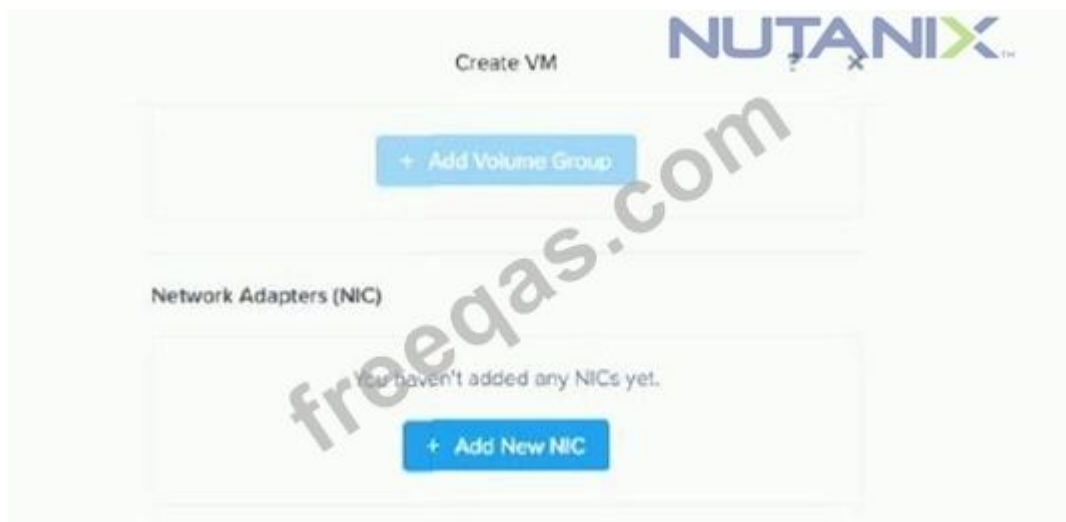 NUTANIX™
Create VM
? ×
+ Add Volume Group
freeqas.com
Network Adapters (NIC)
You haven't added any NICs yet.
+ Add New NIC